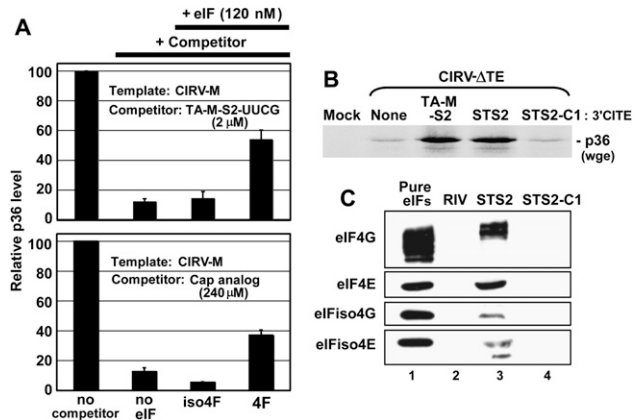 A
+ eIF (120 nM)
+ Competitor
Relative p36 level
100
80
60
40
20
0
Template: CIRV-M
Competitor: TA-M-S2-UUCG
(2 µM)
100
80
60
40
20
0
Template: CIRV-M
Competitor: Cap analog
(240 µM)
no competitor
no eIF
iso4F
4F
B
CIRV-ΔTE
Mock
None
TA-M
-S2
STS2
STS2-C1 : 3'CITE
- p36
(wge)
C
Pure
eIFs
RIV
STS2
STS2-C1
eIF4G
eIF4E
eIFiso4G
eIFiso4E
1 2 3 4